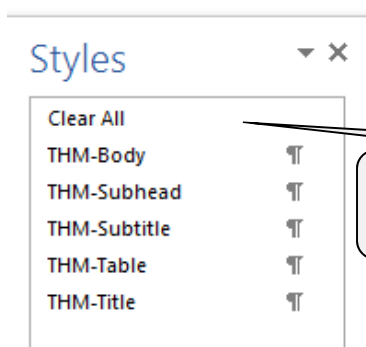 Styles
Clear All
THM-Body ¶
THM-Subhead ¶
THM-Subtitle ¶
THM-Table ¶
THM-Title ¶